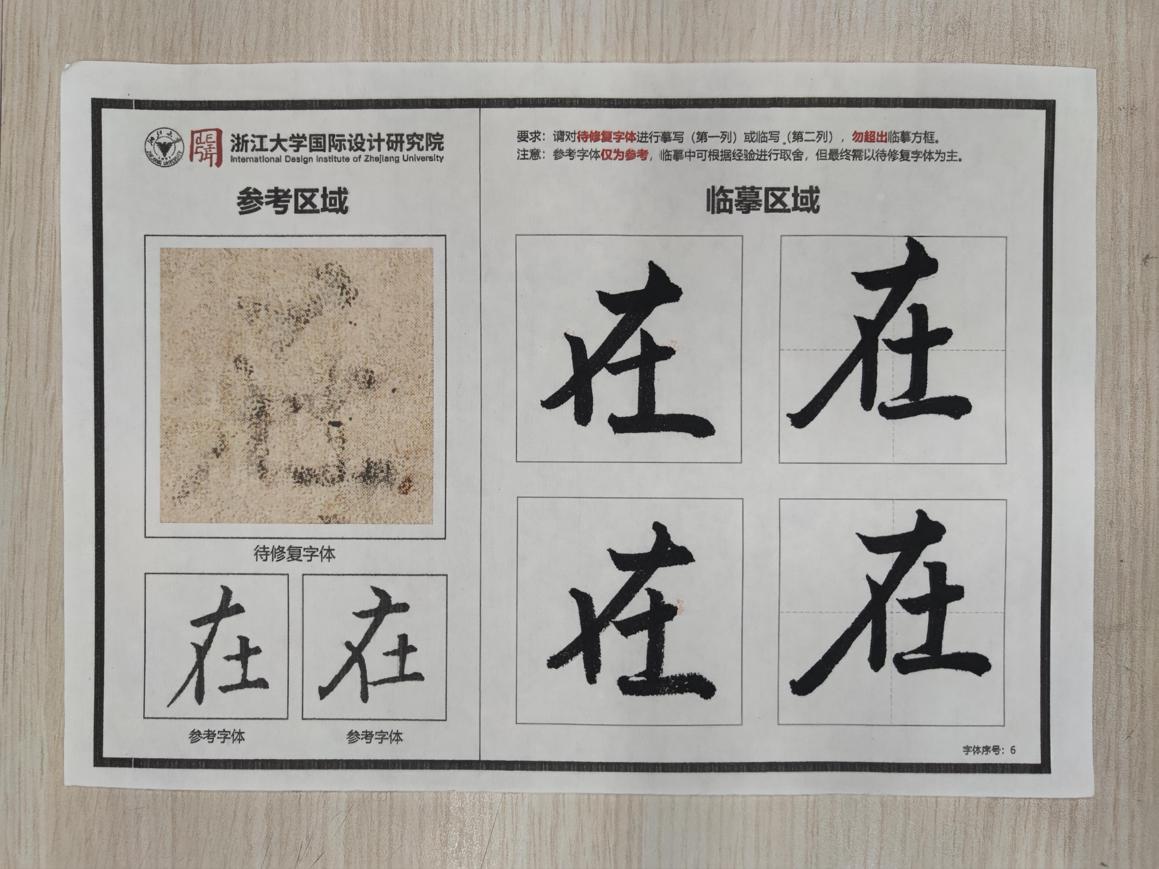 浙江大学国际设计研究院
International Design Institute of Zhejiang University
要求：请对待修复字体进行摹写（第一列）或临写（第二列），勿超出临摹方框。
注意：参考字体仅为参考，临摹中可根据经验进行取舍，但最终需以待修复字体为主。
参考区域
临摹区域
在 在
在 在
待修复字体
在 在
参考字体 参考字体
字体序号：6